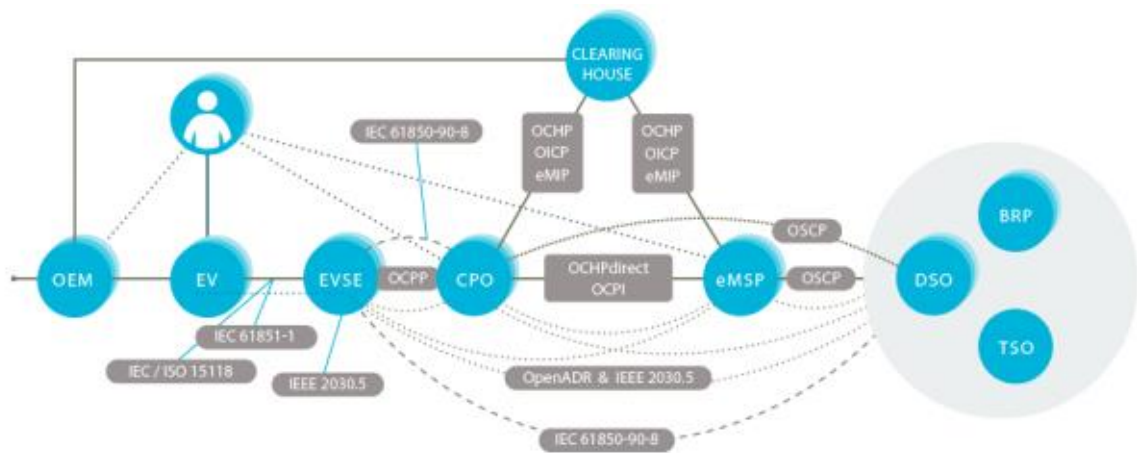 CLEARING
HOUSE
IEC 61850-90-8
OCHP
OICP
eMIP
OCHP
OICP
eMIP
BRP
OSCP
OEM
EV
EVSE
OCPP
CPO
OCHPdirect
OCPI
eMSP
OSCP
DSO
IEC 61851-1
TSO
IEC / ISO 15118
IEEE 2030.5
OpenADR & IEEE 2030.5
IEC 61850-90-8